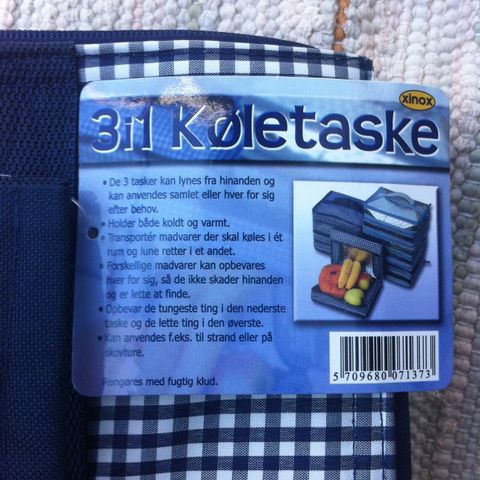 xinox
3i1 Køletaske
• De 3 tasker kan lynes fra hinanden og
kan anvendes samlet eller hver for sig
efter behov.
• Holder både koldt og varmt.
• Transportér madvarer der skal køles i ét
rum og lune retter i et andet.
• Forskellige madvarer kan opbevares
hver for sig, så de ikke skader hinanden
og er lette at finde.
• Opbevar de tungeste ting i den nederste
taske og de lette ting i den øverste.
• Kan anvendes f.eks. til strand eller på
skovture.
Rengøres med fugtig klud.
5 709680 071373